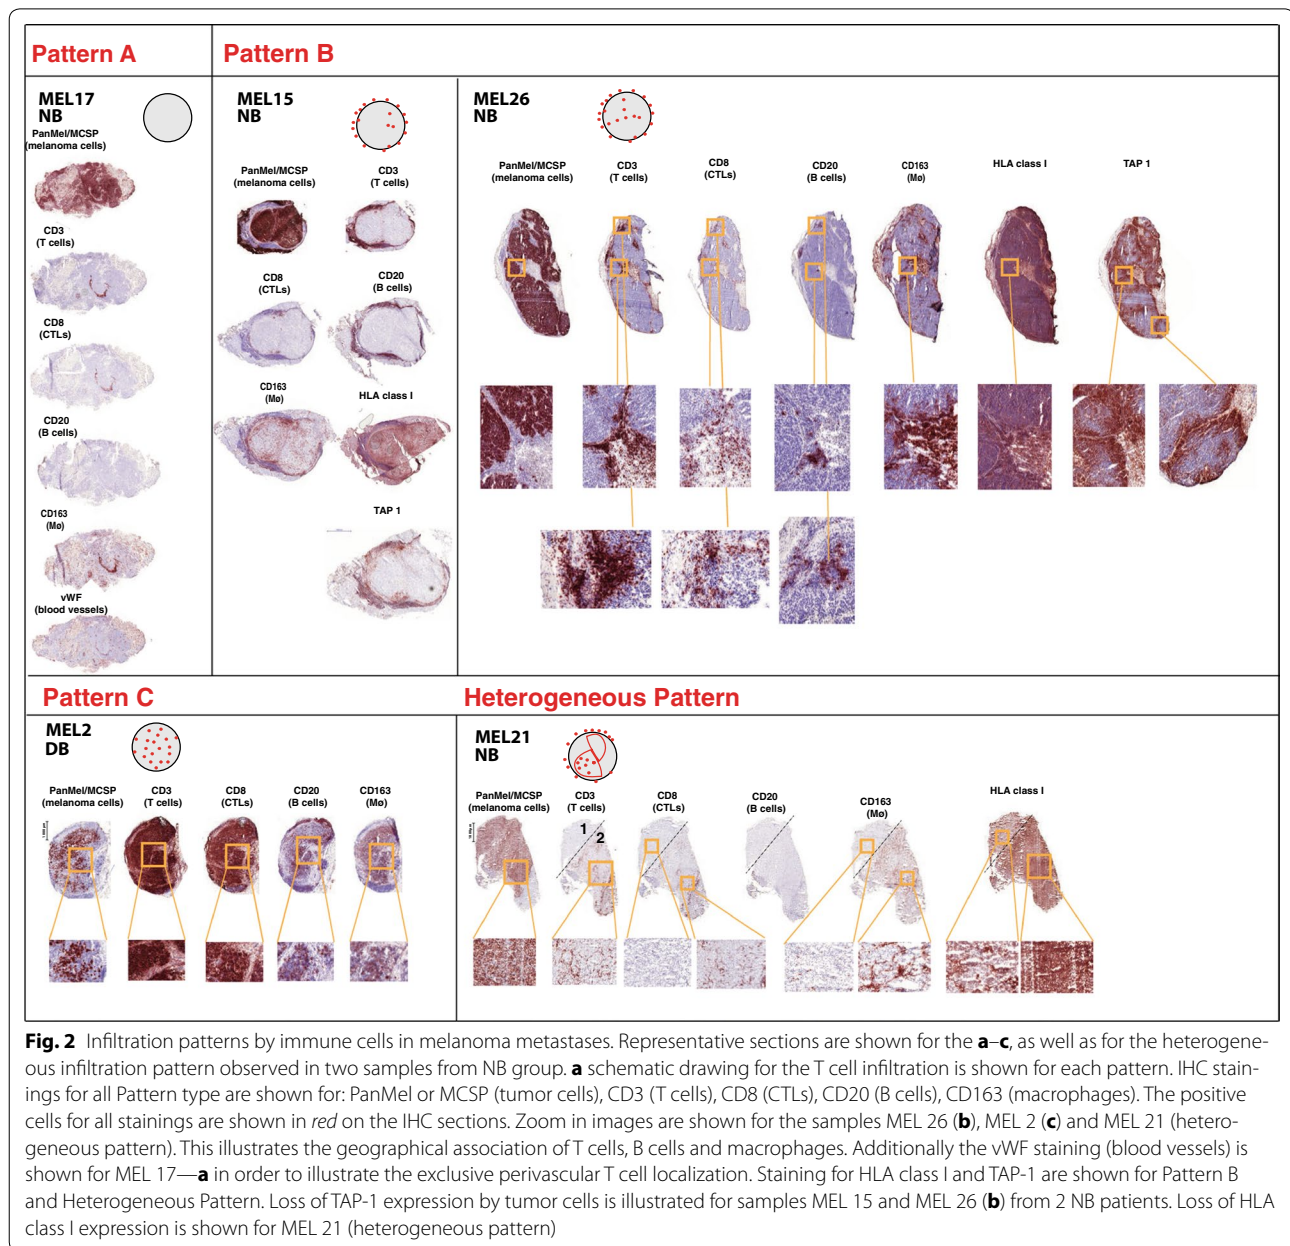 Pattern A
Pattern B
MEL17
NB
PanMel/MCSP
(melanoma cells)
CD3
(T cells)
CD8
(CTLs)
CD20
(B cells)
CD163
(Mø)
vWF
(blood vessels)
MEL15
NB
PanMel/MCSP
(melanoma cells)
CD3
(T cells)
CD8
(CTLs)
CD20
(B cells)
CD163
(Mø)
HLA class I
TAP 1
MEL26
NB
PanMel/MCSP
(melanoma cells)
CD3
(T cells)
CD8
(CTLs)
CD20
(B cells)
CD163
(Mø)
HLA class I
TAP 1
Pattern C
Heterogeneous Pattern
MEL2
DB
PanMel/MCSP
(melanoma cells)
CD3
(T cells)
CD8
(CTLs)
CD20
(B cells)
CD163
(Mø)
MEL21
NB
PanMel/MCSP
(melanoma cells)
CD3
(T cells)
1
2
CD8
(CTLs)
CD20
(B cells)
CD163
(Mø)
HLA class I
Fig. 2 Infiltration patterns by immune cells in melanoma metastases. Representative sections are shown for the a–c, as well as for the heterogene-
ous infiltration pattern observed in two samples from NB group. a schematic drawing for the T cell infiltration is shown for each pattern. IHC stain-
ings for all Pattern type are shown for: PanMel or MCSP (tumor cells), CD3 (T cells), CD8 (CTLs), CD20 (B cells), CD163 (macrophages). The positive
cells for all stainings are shown in red on the IHC sections. Zoom in images are shown for the samples MEL 26 (b), MEL 2 (c) and MEL 21 (hetero-
geneous pattern). This illustrates the geographical association of T cells, B cells and macrophages. Additionally the vWF staining (blood vessels) is
shown for MEL 17—a in order to illustrate the exclusive perivascular T cell localization. Staining for HLA class I and TAP-1 are shown for Pattern B
and Heterogeneous Pattern. Loss of TAP-1 expression by tumor cells is illustrated for samples MEL 15 and MEL 26 (b) from 2 NB patients. Loss of HLA
class I expression is shown for MEL 21 (heterogeneous pattern)